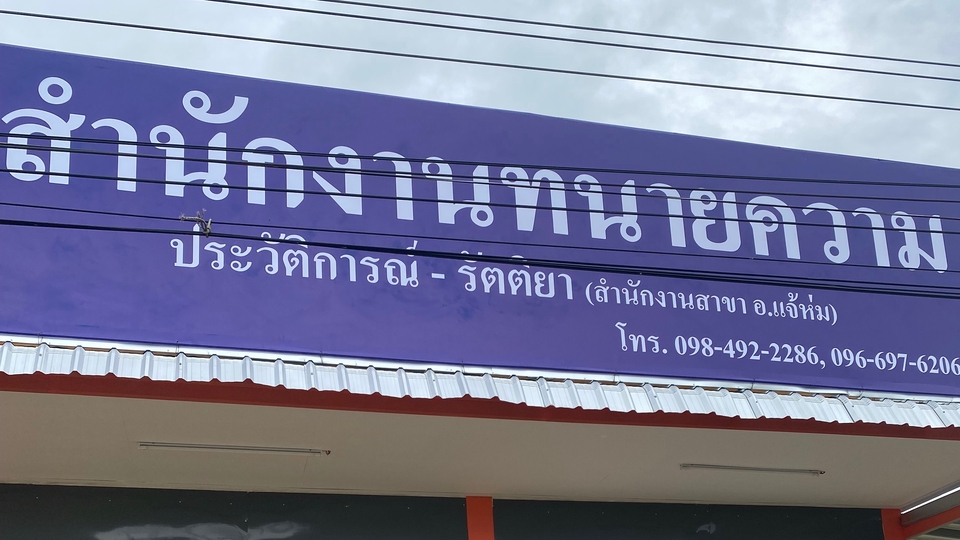 สำนักงานทนายความ
ประวัติการณ์ - รัตติยา (สำนักงานสาขา อ.แจ้ห่ม)
โทร. 098-492-2286, 096-697-6206